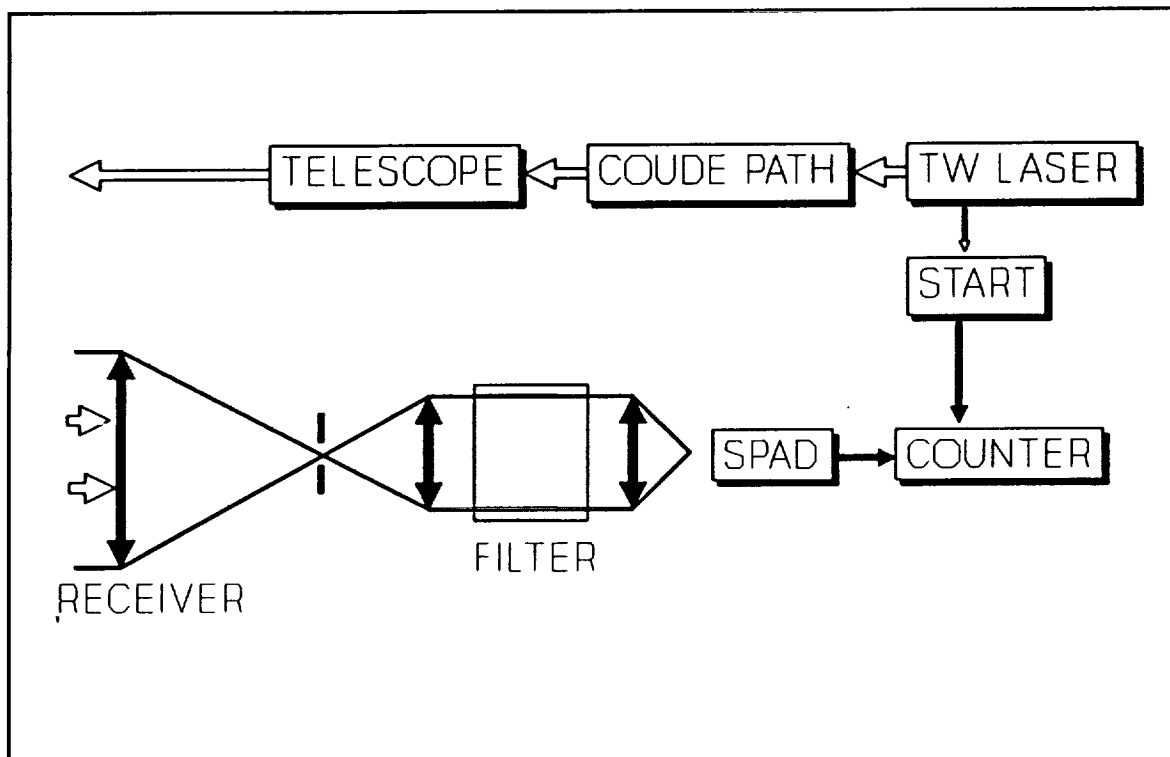 TELESCOPE
COUDE PATH
TW LASER
START
SPAD
COUNTER
FILTER
RECEIVER